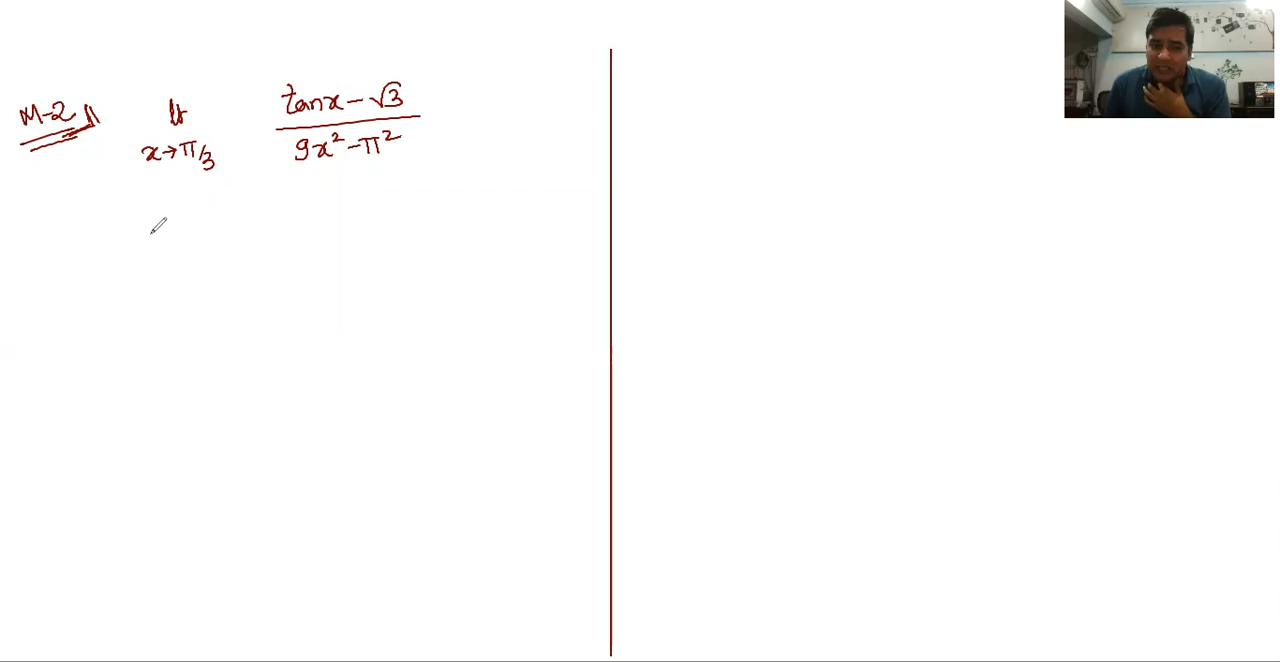 M-2 lt tanx - √3
x→π/3 9x² - π²